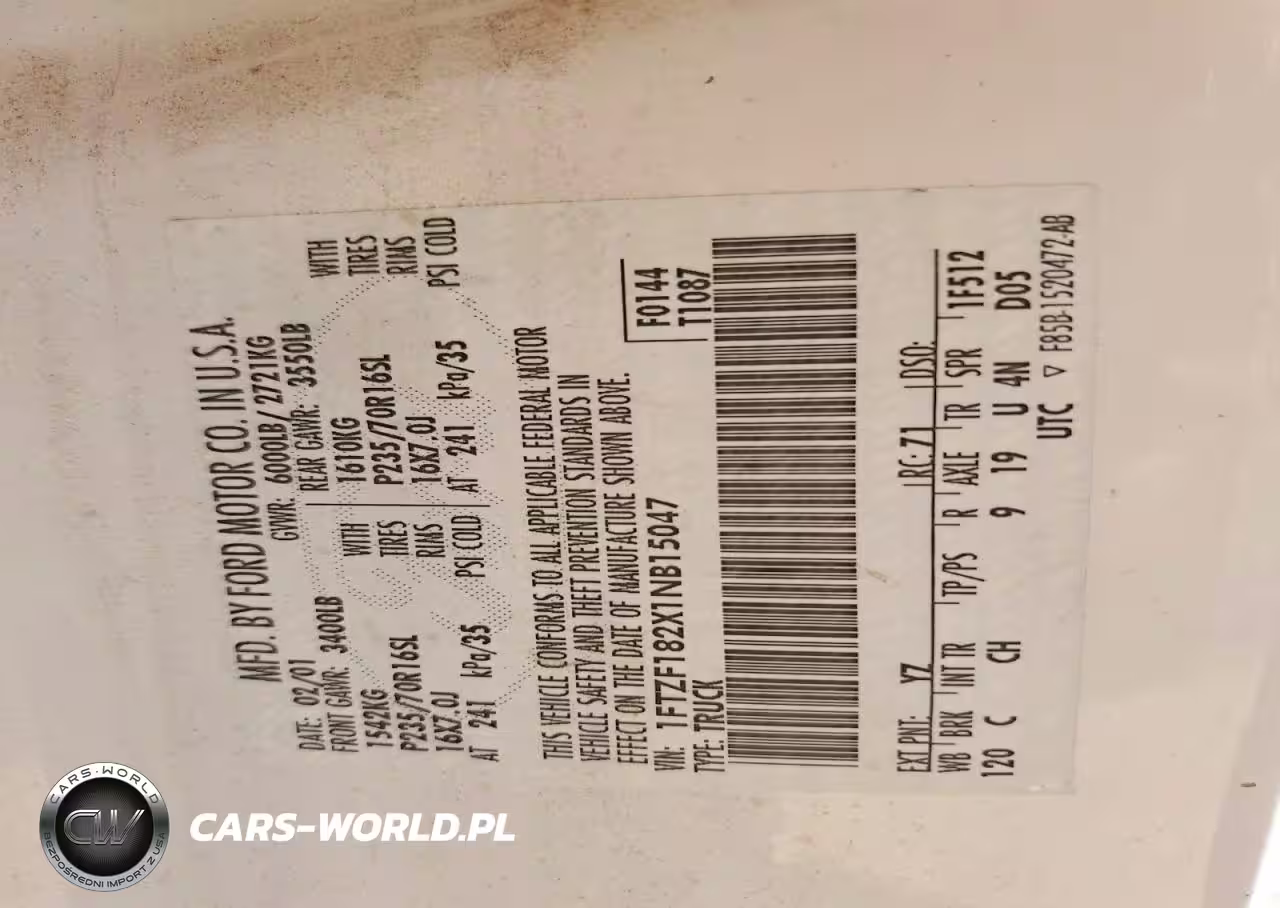 MFD. BY FORD MOTOR CO. IN U.S.A.
DATE: 02/01 GVWR: 6000LB/ 2721KG
FRONT GAWR: 3400LB REAR GAWR: 3550LB
1542KG WITH 1610KG WITH
P235/70R16SL TIRES P235/70R16SL TIRES
16X7.0J RIMS 16X7.0J RIMS
AT 241 kPa/35 PSI COLD AT 241 kPa/35 PSI COLD
THIS VEHICLE CONFORMS TO ALL APPLICABLE FEDERAL MOTOR
VEHICLE SAFETY AND THEFT PREVENTION STANDARDS IN
EFFECT ON THE DATE OF MANUFACTURE SHOWN ABOVE.
VIN: 1FTZF182X1NB15047 F0144
TYPE: TRUCK T1087
EXT PNT: YZ RC: 71 DSO:
WB BRK INT TR TP/PS R AXLE TR SPR 1F512
120 C CH 9 19 U 4N D05
UTC ▽ F85B-1520472-AB
CARS-WORLD
CW
BEZPOŚREDNI IMPORT Z USA
CARS-WORLD.PL